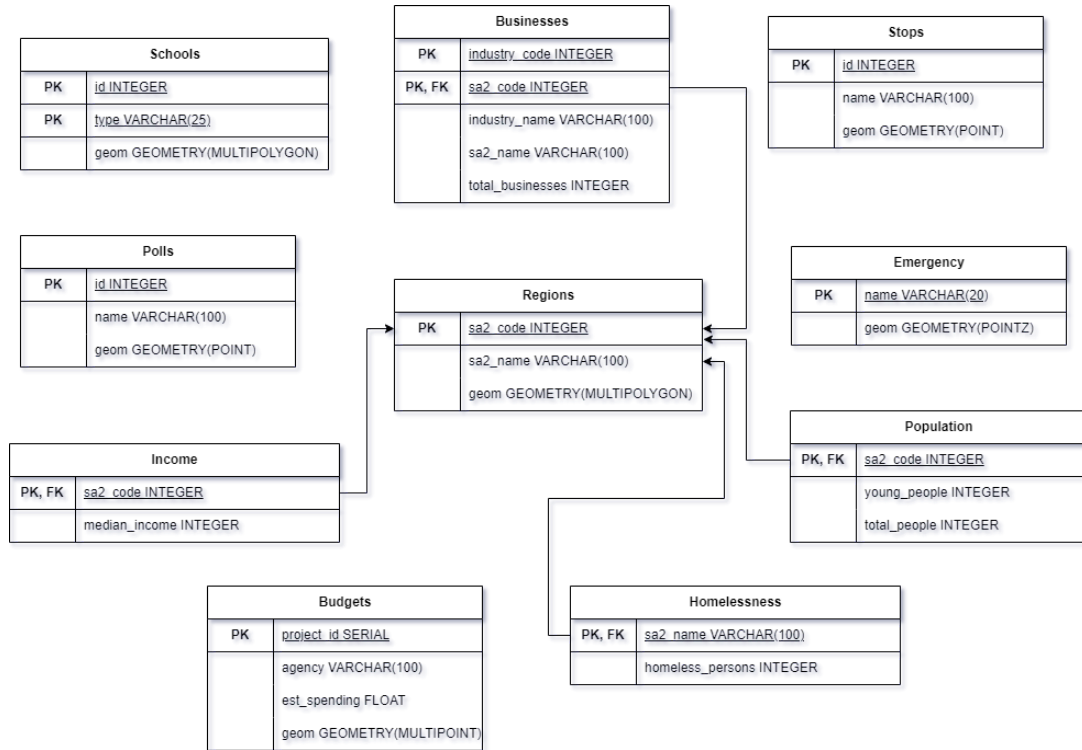 Schools
PK id INTEGER
PK type VARCHAR(25)
geom GEOMETRY(MULTIPOLYGON)
Businesses
PK industry_code INTEGER
PK, FK sa2_code INTEGER
industry_name VARCHAR(100)
sa2_name VARCHAR(100)
total_businesses INTEGER
Stops
PK id INTEGER
name VARCHAR(100)
geom GEOMETRY(POINT)
Polls
PK id INTEGER
name VARCHAR(100)
geom GEOMETRY(POINT)
Regions
PK sa2_code INTEGER
sa2_name VARCHAR(100)
geom GEOMETRY(MULTIPOLYGON)
Emergency
PK name VARCHAR(20)
geom GEOMETRY(POINTZ)
Income
PK, FK sa2_code INTEGER
median_income INTEGER
Population
PK, FK sa2_code INTEGER
young_people INTEGER
total_people INTEGER
Budgets
PK project_id SERIAL
agency VARCHAR(100)
est_spending FLOAT
geom GEOMETRY(MULTIPOINT)
Homelessness
PK, FK sa2_name VARCHAR(100)
homeless_persons INTEGER